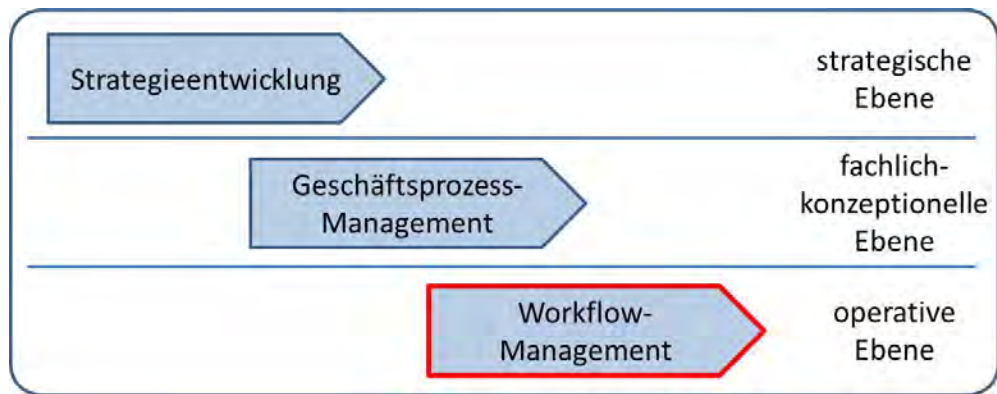 Strategieentwicklung
strategische
Ebene
Geschäftsprozess-
Management
fachlich-
konzeptionelle
Ebene
Workflow-
Management
operative
Ebene